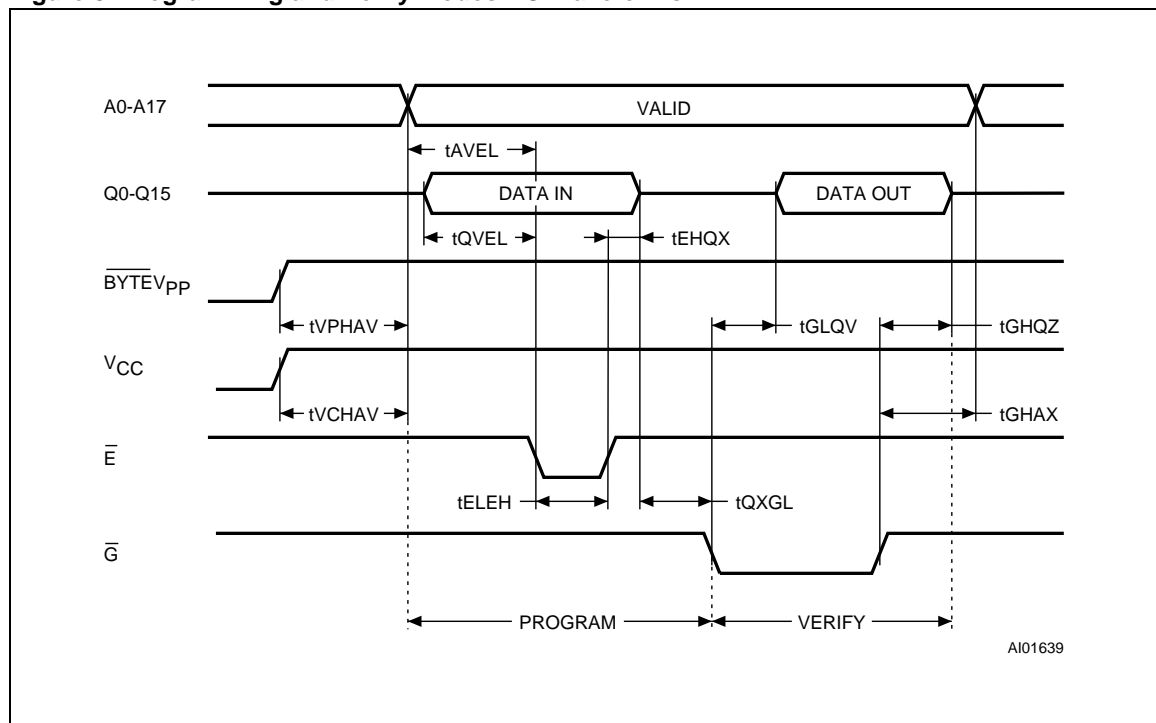 A0-A17
VALID
tAVEL
Q0-Q15
DATA IN
DATA OUT
tQVEL
tEHQX
BYTEVPP
tVPHAV
tGLQV
tGHQZ
VCC
tVCHAV
tGHAX
E
tELEH
tQXGL
G
PROGRAM
VERIFY
AI01639